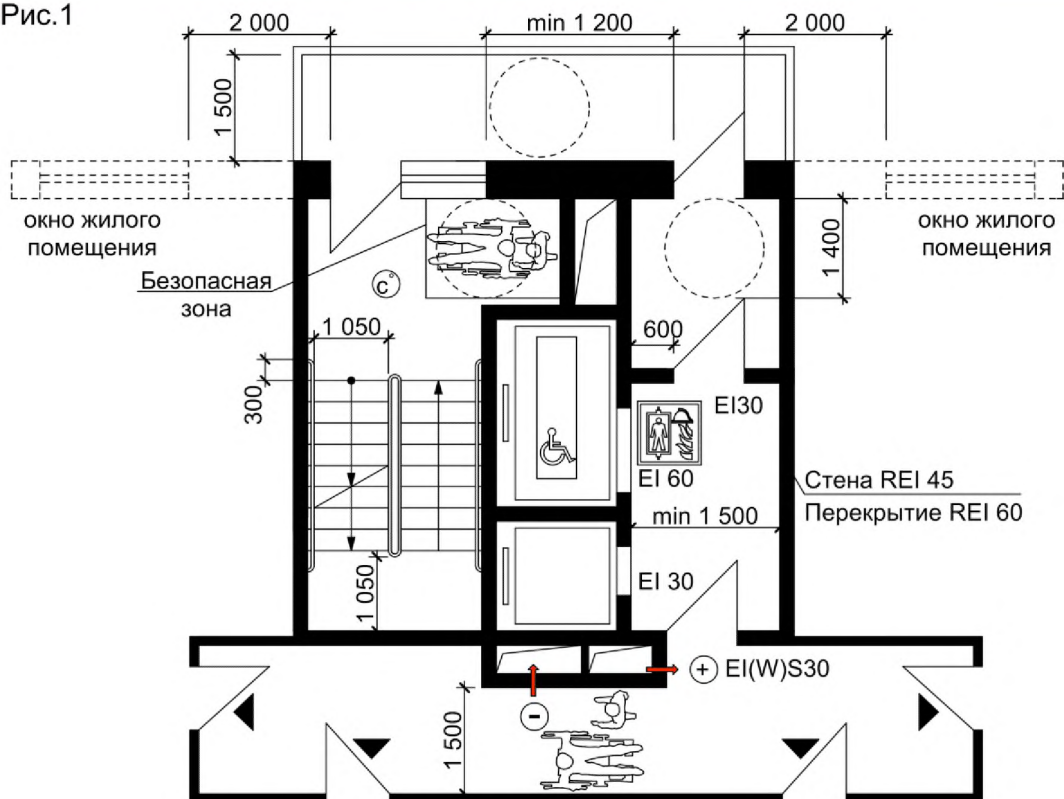 Рис.1
2 000
min 1 200
2 000
1 500
окно жилого
помещения
окно жилого
помещения
1 400
Безопасная
зона
с°
1 050
600
300
EI30
EI 60
Стена REI 45
Перекрытие REI 60
min 1 500
EI 30
1 050
+ EI(W)S30
-
1 500